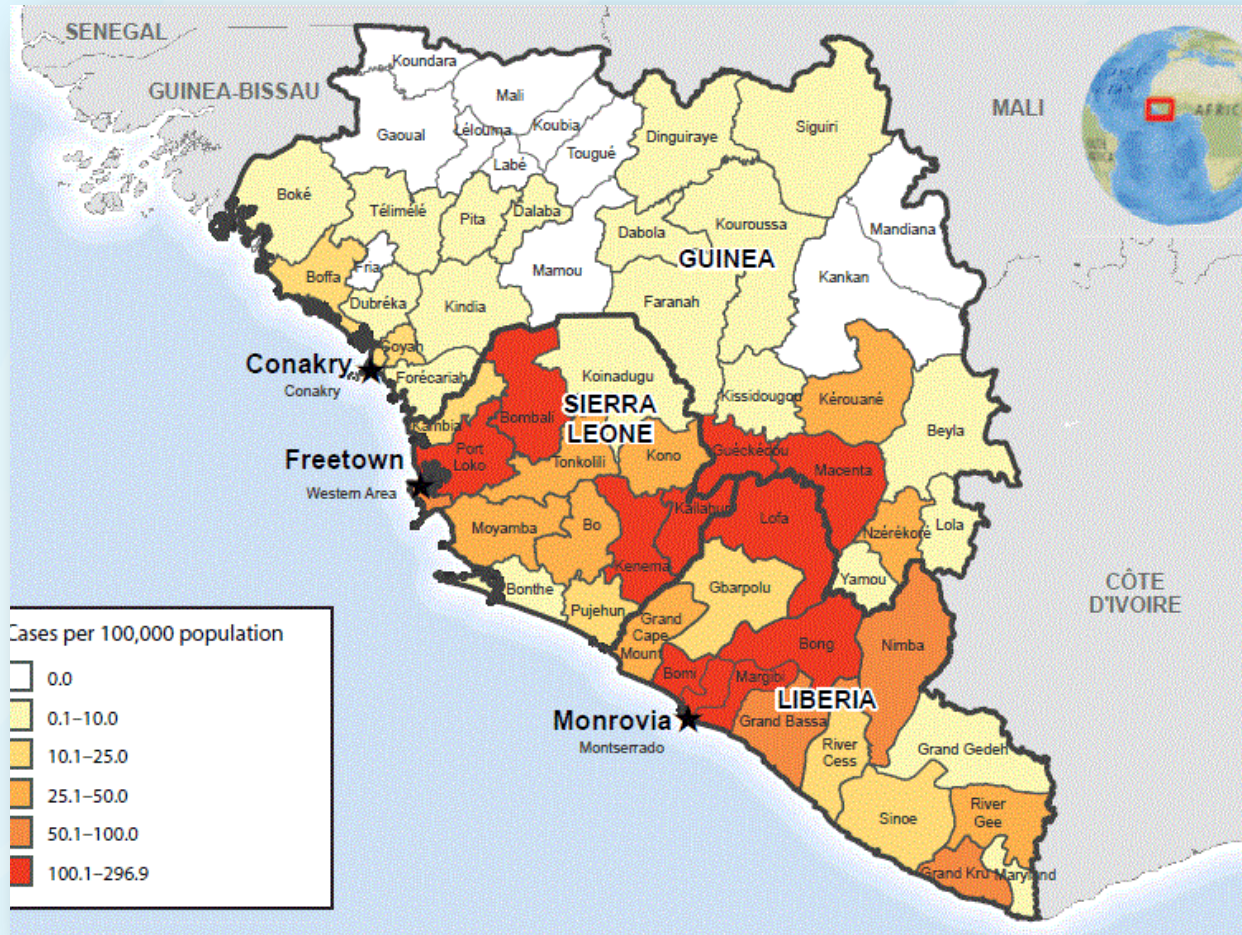 SENEGAL
GUINEA-BISSAU
MALI
AFRIC
Koundara
Mali
Gaoual
Lélouma
Koubia
Labé
Tougué
Dinguiraye
Siguiri
Boké
Télimélé
Pita
Dalaba
Dabola
Kouroussa
Mandiana
GUINEA
Kankan
Boffa
Fria
Mamou
Dubréka
Kindia
Faranah
Coyah
Conakry
Conakry
Forécariah
Koinadugu
Kissidougou
Kérouané
Beyla
SIERRA
LEONE
Kambia
Bombali
Port
Loko
Tonkolili
Kono
Guéckédou
Macenta
Freetown
Western Area
Moyamba
Bo
Kailahun
Lofa
Nzérékoré
Lola
Kenema
Yamou
Bonthe
Pujehun
Gbarpolu
CÔTE
D'IVOIRE
Grand
Cape
Mount
Bong
Nimba
Bomi
Margibi
LIBERIA
Monrovia
Montserrado
Grand Bassa
River
Cess
Grand Gedeh
Sinoe
River
Gee
Grand Kru
Maryland
Cases per 100,000 population
0.0
0.1–10.0
10.1–25.0
25.1–50.0
50.1–100.0
100.1–296.9